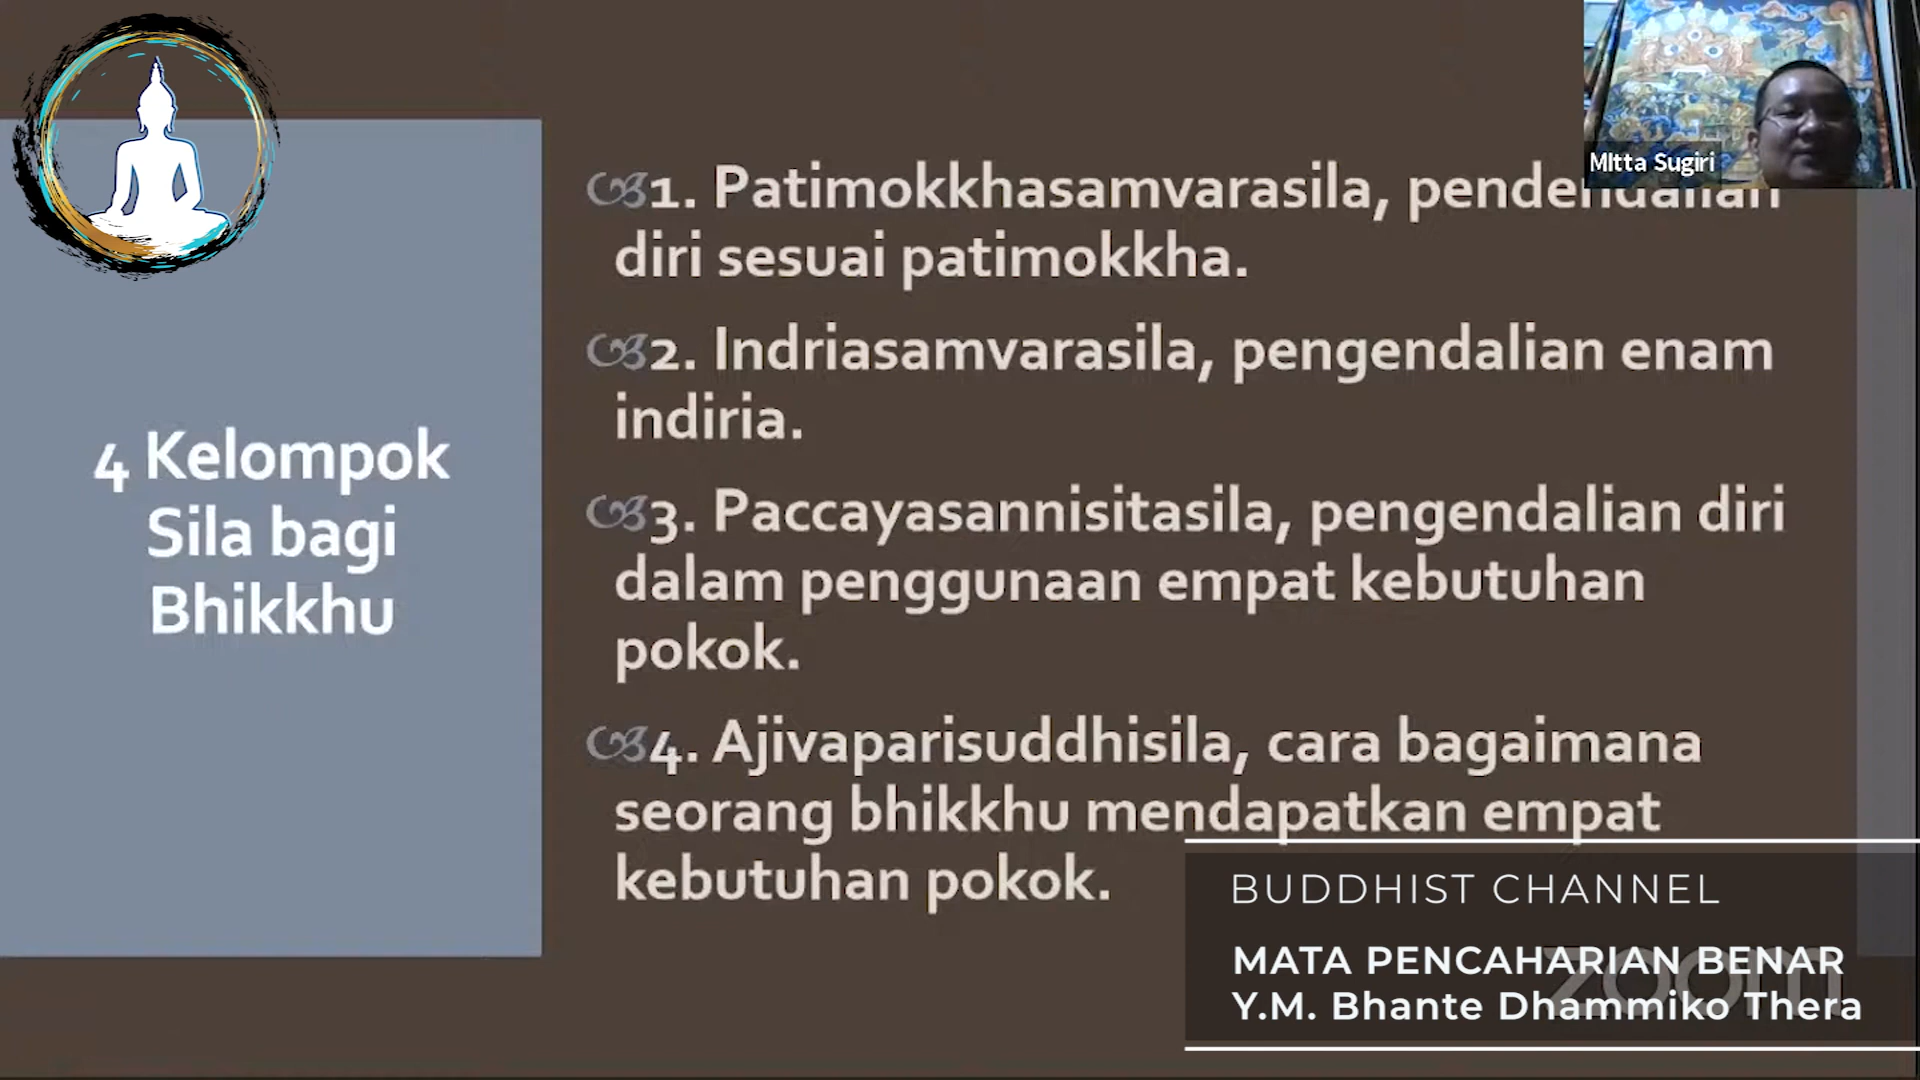 4 Kelompok
Sila bagi
Bhikkhu
1. Patimokkhasamvarasila, pendendalian
diri sesuai patimokkha.
2. Indriasamvarasila, pengendalian enam
indiria.
3. Paccayasannisitasila, pengendalian diri
dalam penggunaan empat kebutuhan
pokok.
4. Ajivaparisuddhisila, cara bagaimana
seorang bhikkhu mendapatkan empat
kebutuhan pokok.
MItta Sugiri
BUDDHIST CHANNEL
MATA PENCAHARIAN BENAR
Y.M. Bhante Dhammiko Thera
zoom